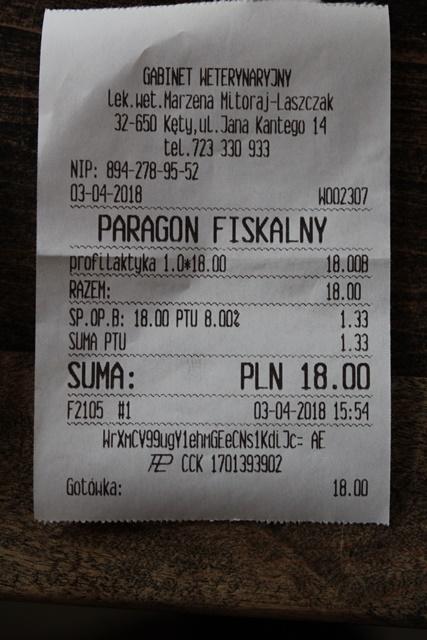 GABINET WETERYNARYJNY
lek.wet.Marzena Mitoraj-Laszczak
32-650 Kęty,ul.Jana Kantego 14
tel.723 330 933
NIP: 894-278-95-52
03-04-2018 W002307
PARAGON FISKALNY
profilaktyka 1.0*18.00 18.00B
RAZEM: 18.00
SP.OP.B: 18.00 PTU 8.00% 1.33
SUMA PTU 1.33
SUMA: PLN 18.00
F2105 #1 03-04-2018 15:54
WrXmCV99ugV1ehmGEeCNs1KdiJc= AE
CCK 1701393902
Gotówka: 18.00